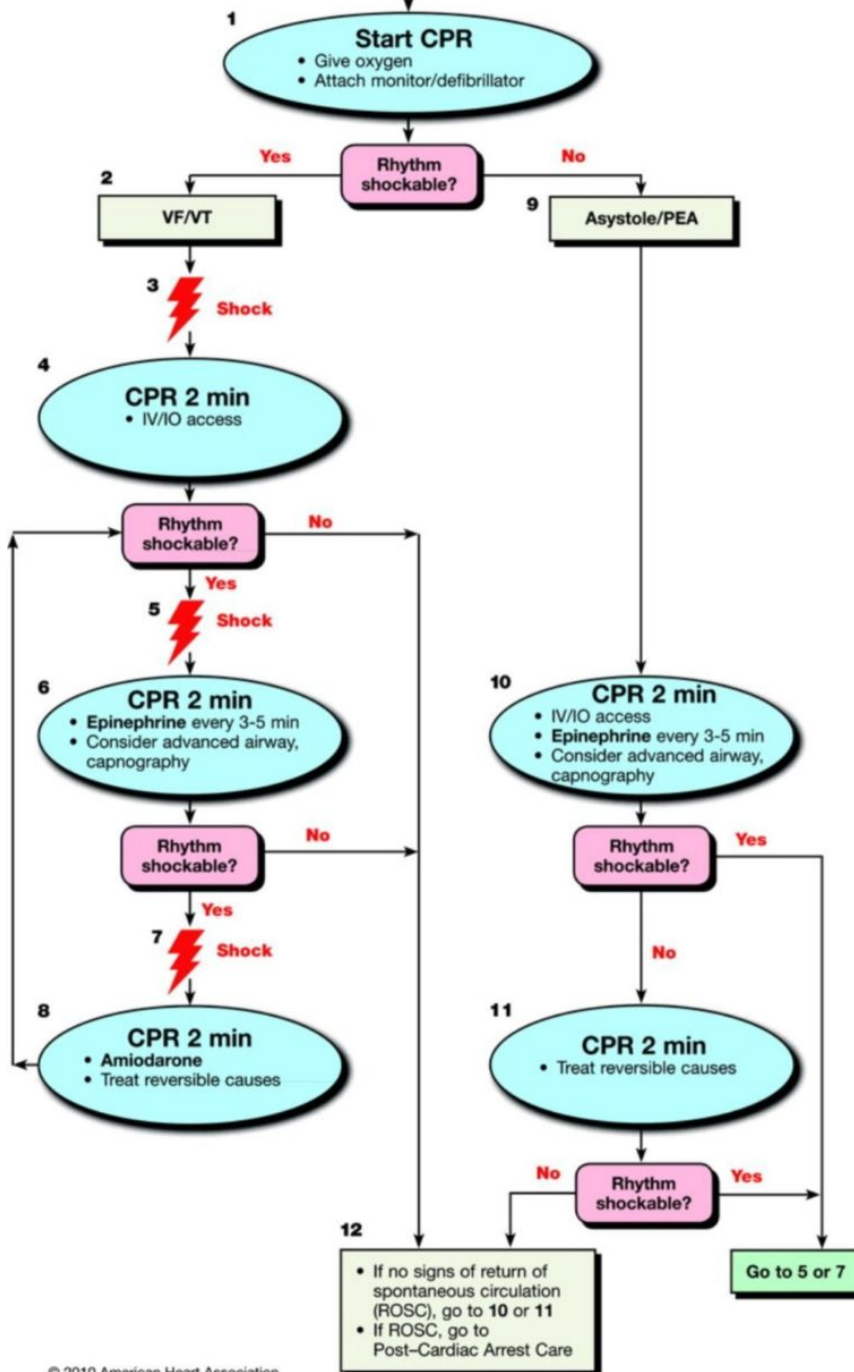 1
Start CPR
• Give oxygen
• Attach monitor/defibrillator
Yes
Rhythm
shockable?
No
2
VF/VT
9
Asystole/PEA
3
Shock
4
CPR 2 min
• IV/IO access
Rhythm
shockable?
No
Yes
5
Shock
6
CPR 2 min
• Epinephrine every 3-5 min
• Consider advanced airway,
capnography
10
CPR 2 min
• IV/IO access
• Epinephrine every 3-5 min
• Consider advanced airway,
capnography
Rhythm
shockable?
No
Rhythm
shockable?
Yes
Yes
7
Shock
No
8
CPR 2 min
• Amiodarone
• Treat reversible causes
11
CPR 2 min
• Treat reversible causes
No
Rhythm
shockable?
Yes
12
• If no signs of return of
spontaneous circulation
(ROSC), go to 10 or 11
• If ROSC, go to
Post–Cardiac Arrest Care
Go to 5 or 7
© 2010 American Heart Association